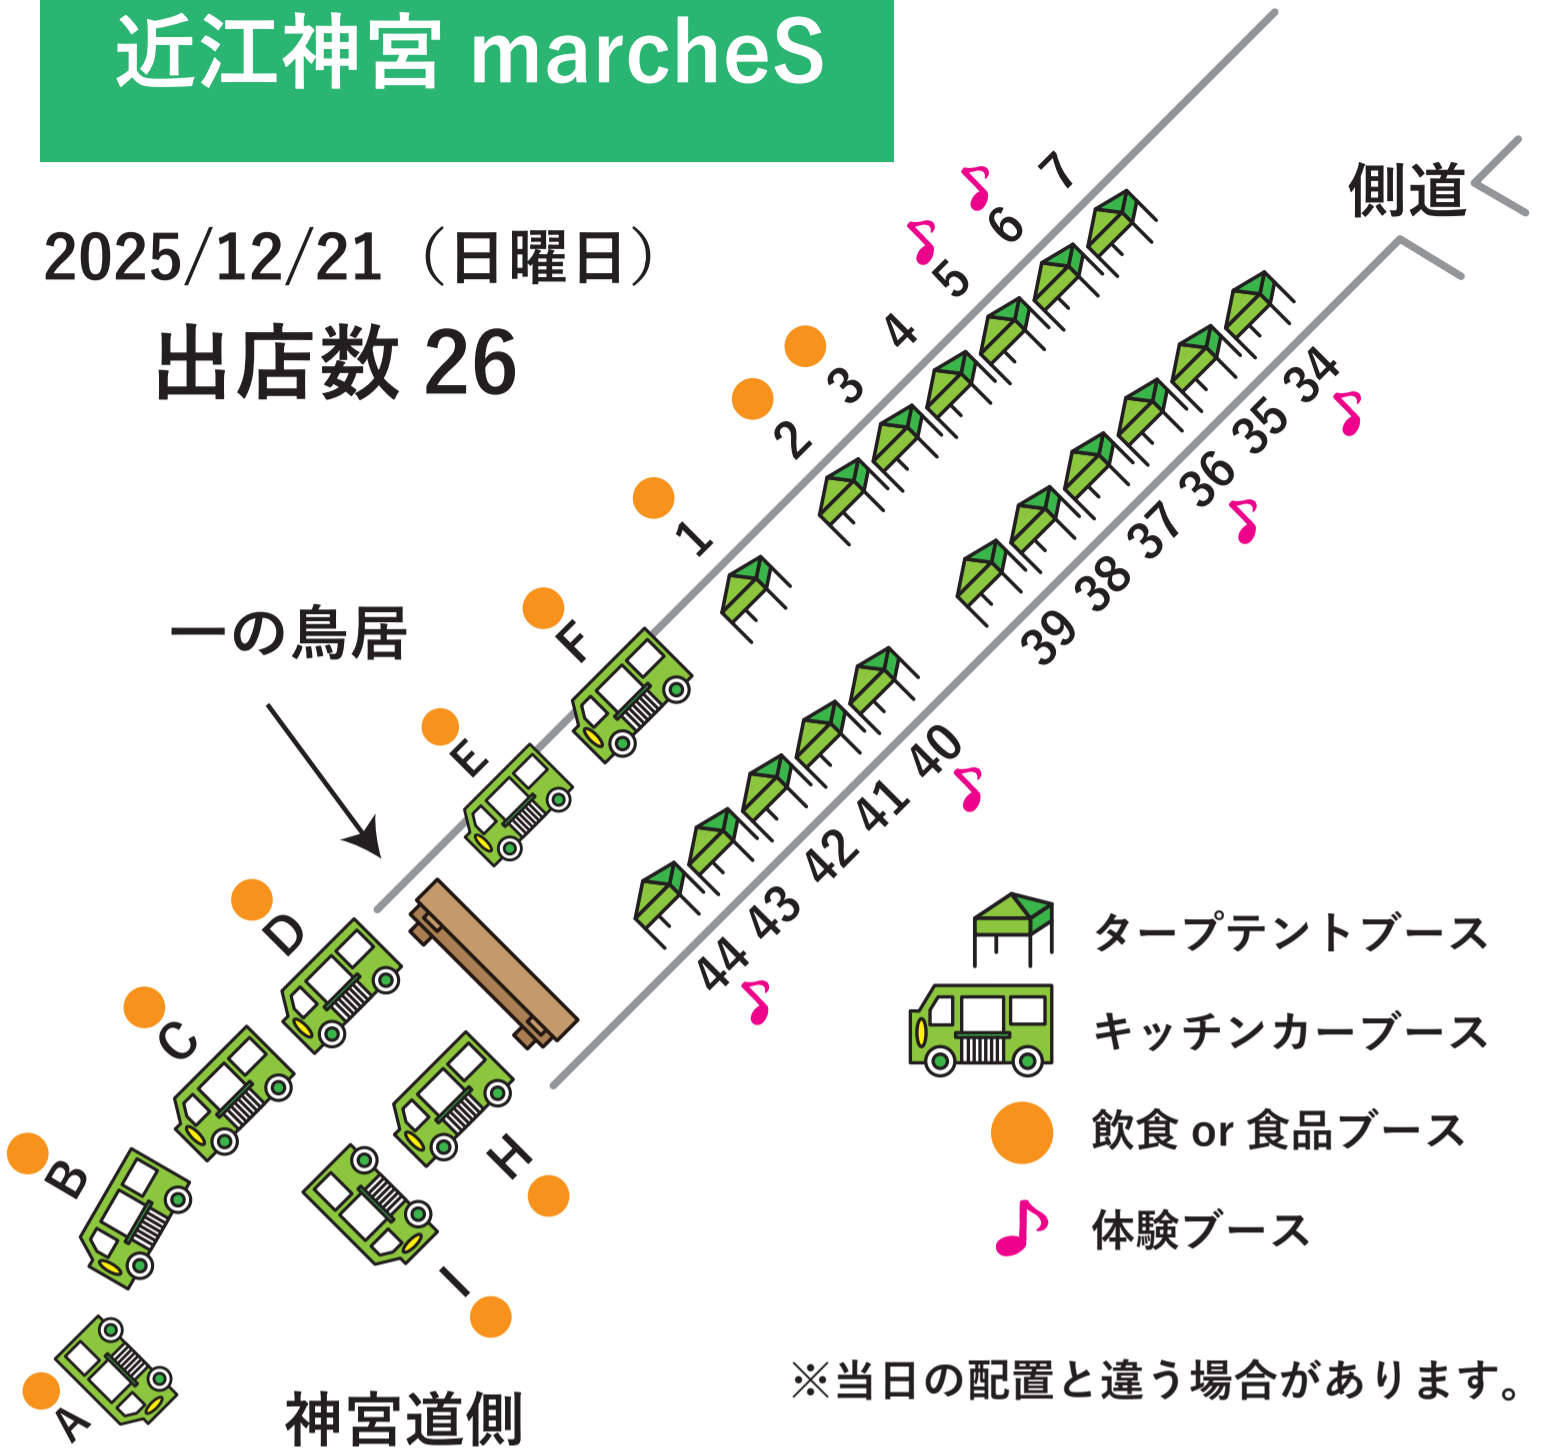 近江神宮 marcheS
2025/12/21（日曜日）
出店数 26
側道
7
6
5
4
3
2
1
34
35
36
37
38
39
40
41
42
43
44
一の鳥居
F
E
D
C
B
A
H
I
タープテントブース
キッチンカーブース
飲食 or 食品ブース
体験ブース
※当日の配置と違う場合があります。
神宮道側